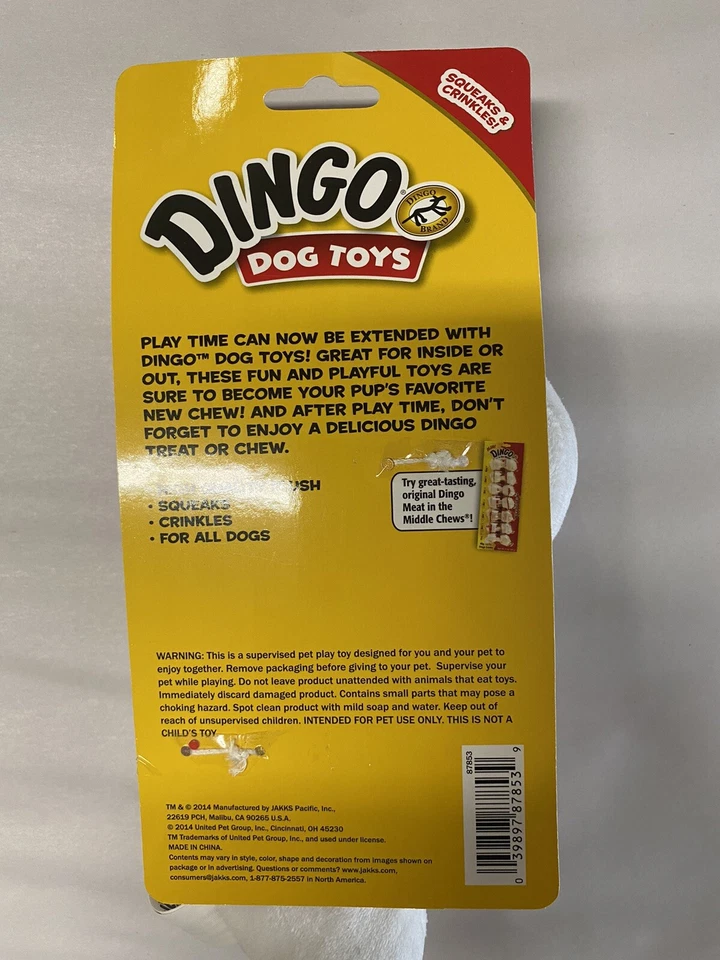 SQUEAKS &
CRINKLES!
DINGO®
DINGO
BRAND
DOG TOYS
PLAY TIME CAN NOW BE EXTENDED WITH
DINGO™ DOG TOYS! GREAT FOR INSIDE OR
OUT, THESE FUN AND PLAYFUL TOYS ARE
SURE TO BECOME YOUR PUP'S FAVORITE
NEW CHEW! AND AFTER PLAY TIME, DON'T
FORGET TO ENJOY A DELICIOUS DINGO
TREAT OR CHEW.
• SQUEAKS
• CRINKLES
• FOR ALL DOGS
Try great-tasting,
original Dingo
Meat in the
Middle Chews®!
DINGO
WARNING: This is a supervised pet play toy designed for you and your pet to
enjoy together. Remove packaging before giving to your pet. Supervise your
pet while playing. Do not leave product unattended with animals that eat toys.
Immediately discard damaged product. Contains small parts that may pose a
choking hazard. Spot clean product with mild soap and water. Keep out of
reach of unsupervised children. INTENDED FOR PET USE ONLY. THIS IS NOT A
CHILD'S TOY
TM & © 2014 Manufactured by JAKKS Pacific, Inc.,
22619 PCH, Malibu, CA 90265 U.S.A.
© 2014 United Pet Group, Inc., Cincinnati, OH 45230
TM Trademarks of United Pet Group, Inc., and used under license.
MADE IN CHINA.
Contents may vary in style, color, shape and decoration from images shown on
package or in advertising. Questions or comments? www.jakks.com,
consumers@jakks.com, 1-877-875-2557 in North America.
87853
0 39897 87853 9